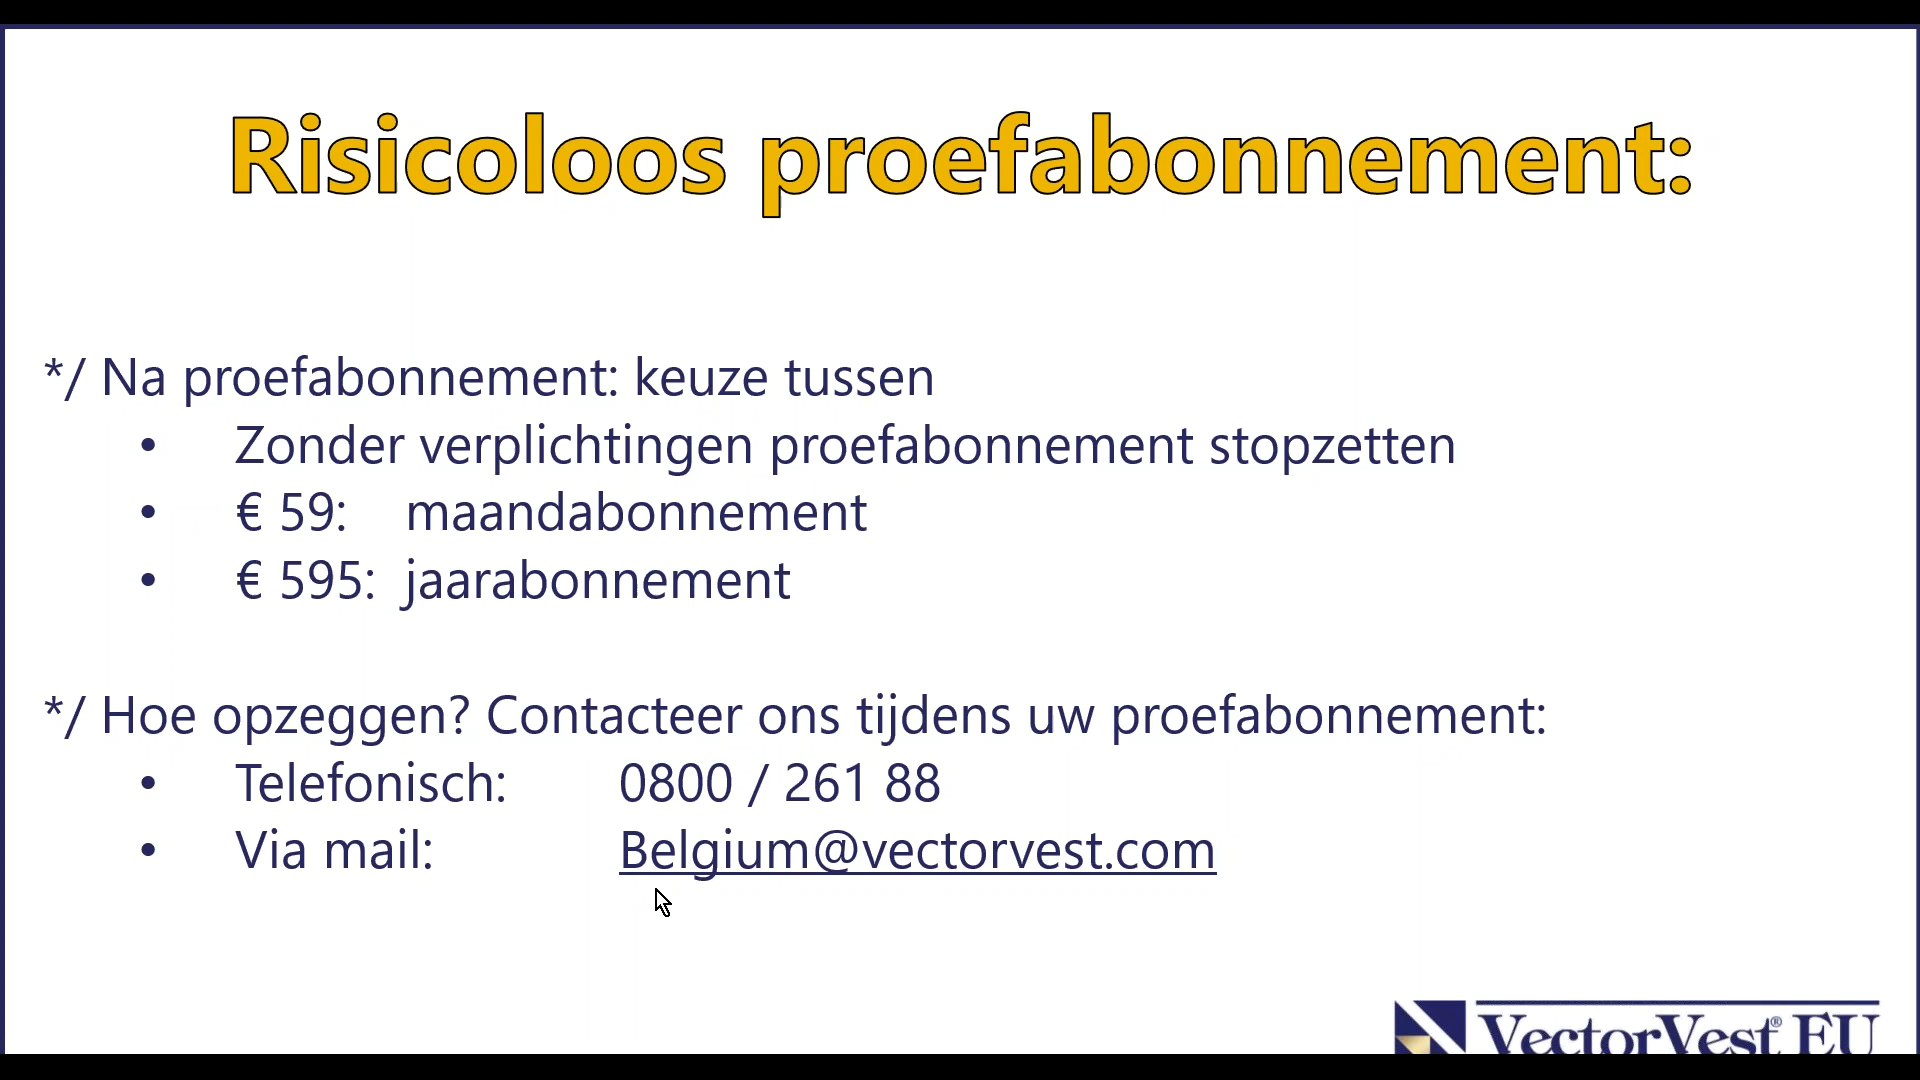 Risicoloos proefabonnement:
*/ Na proefabonnement: keuze tussen
• Zonder verplichtingen proefabonnement stopzetten
• € 59: maandabonnement
• € 595: jaarabonnement
*/ Hoe opzeggen? Contacteer ons tijdens uw proefabonnement:
• Telefonisch: 0800 / 261 88
• Via mail: Belgium@vectorvest.com
VectorVest® EU